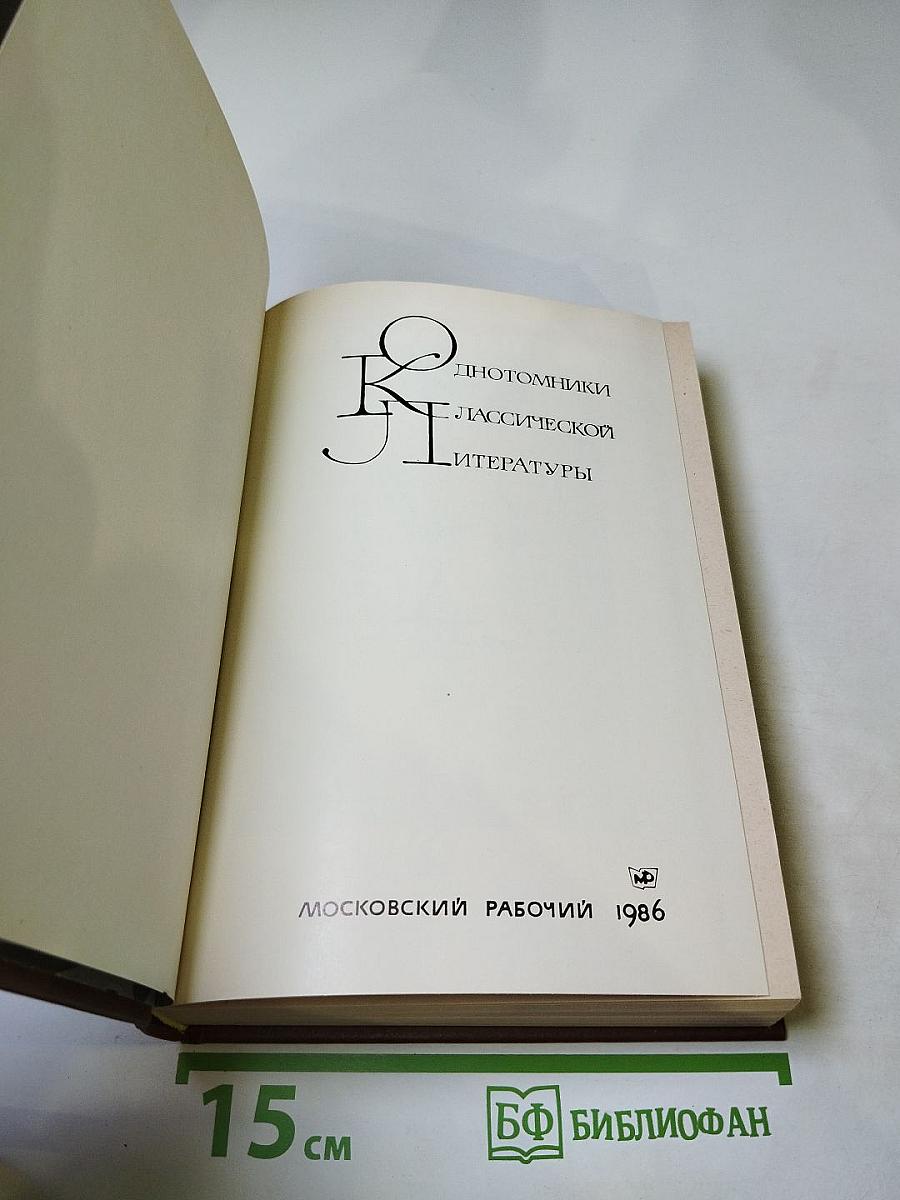 Однотомники
Классической
Литературы
МР
МОСКОВСКИЙ РАБОЧИЙ 1986
15 см
БФ БИБЛИОФАН